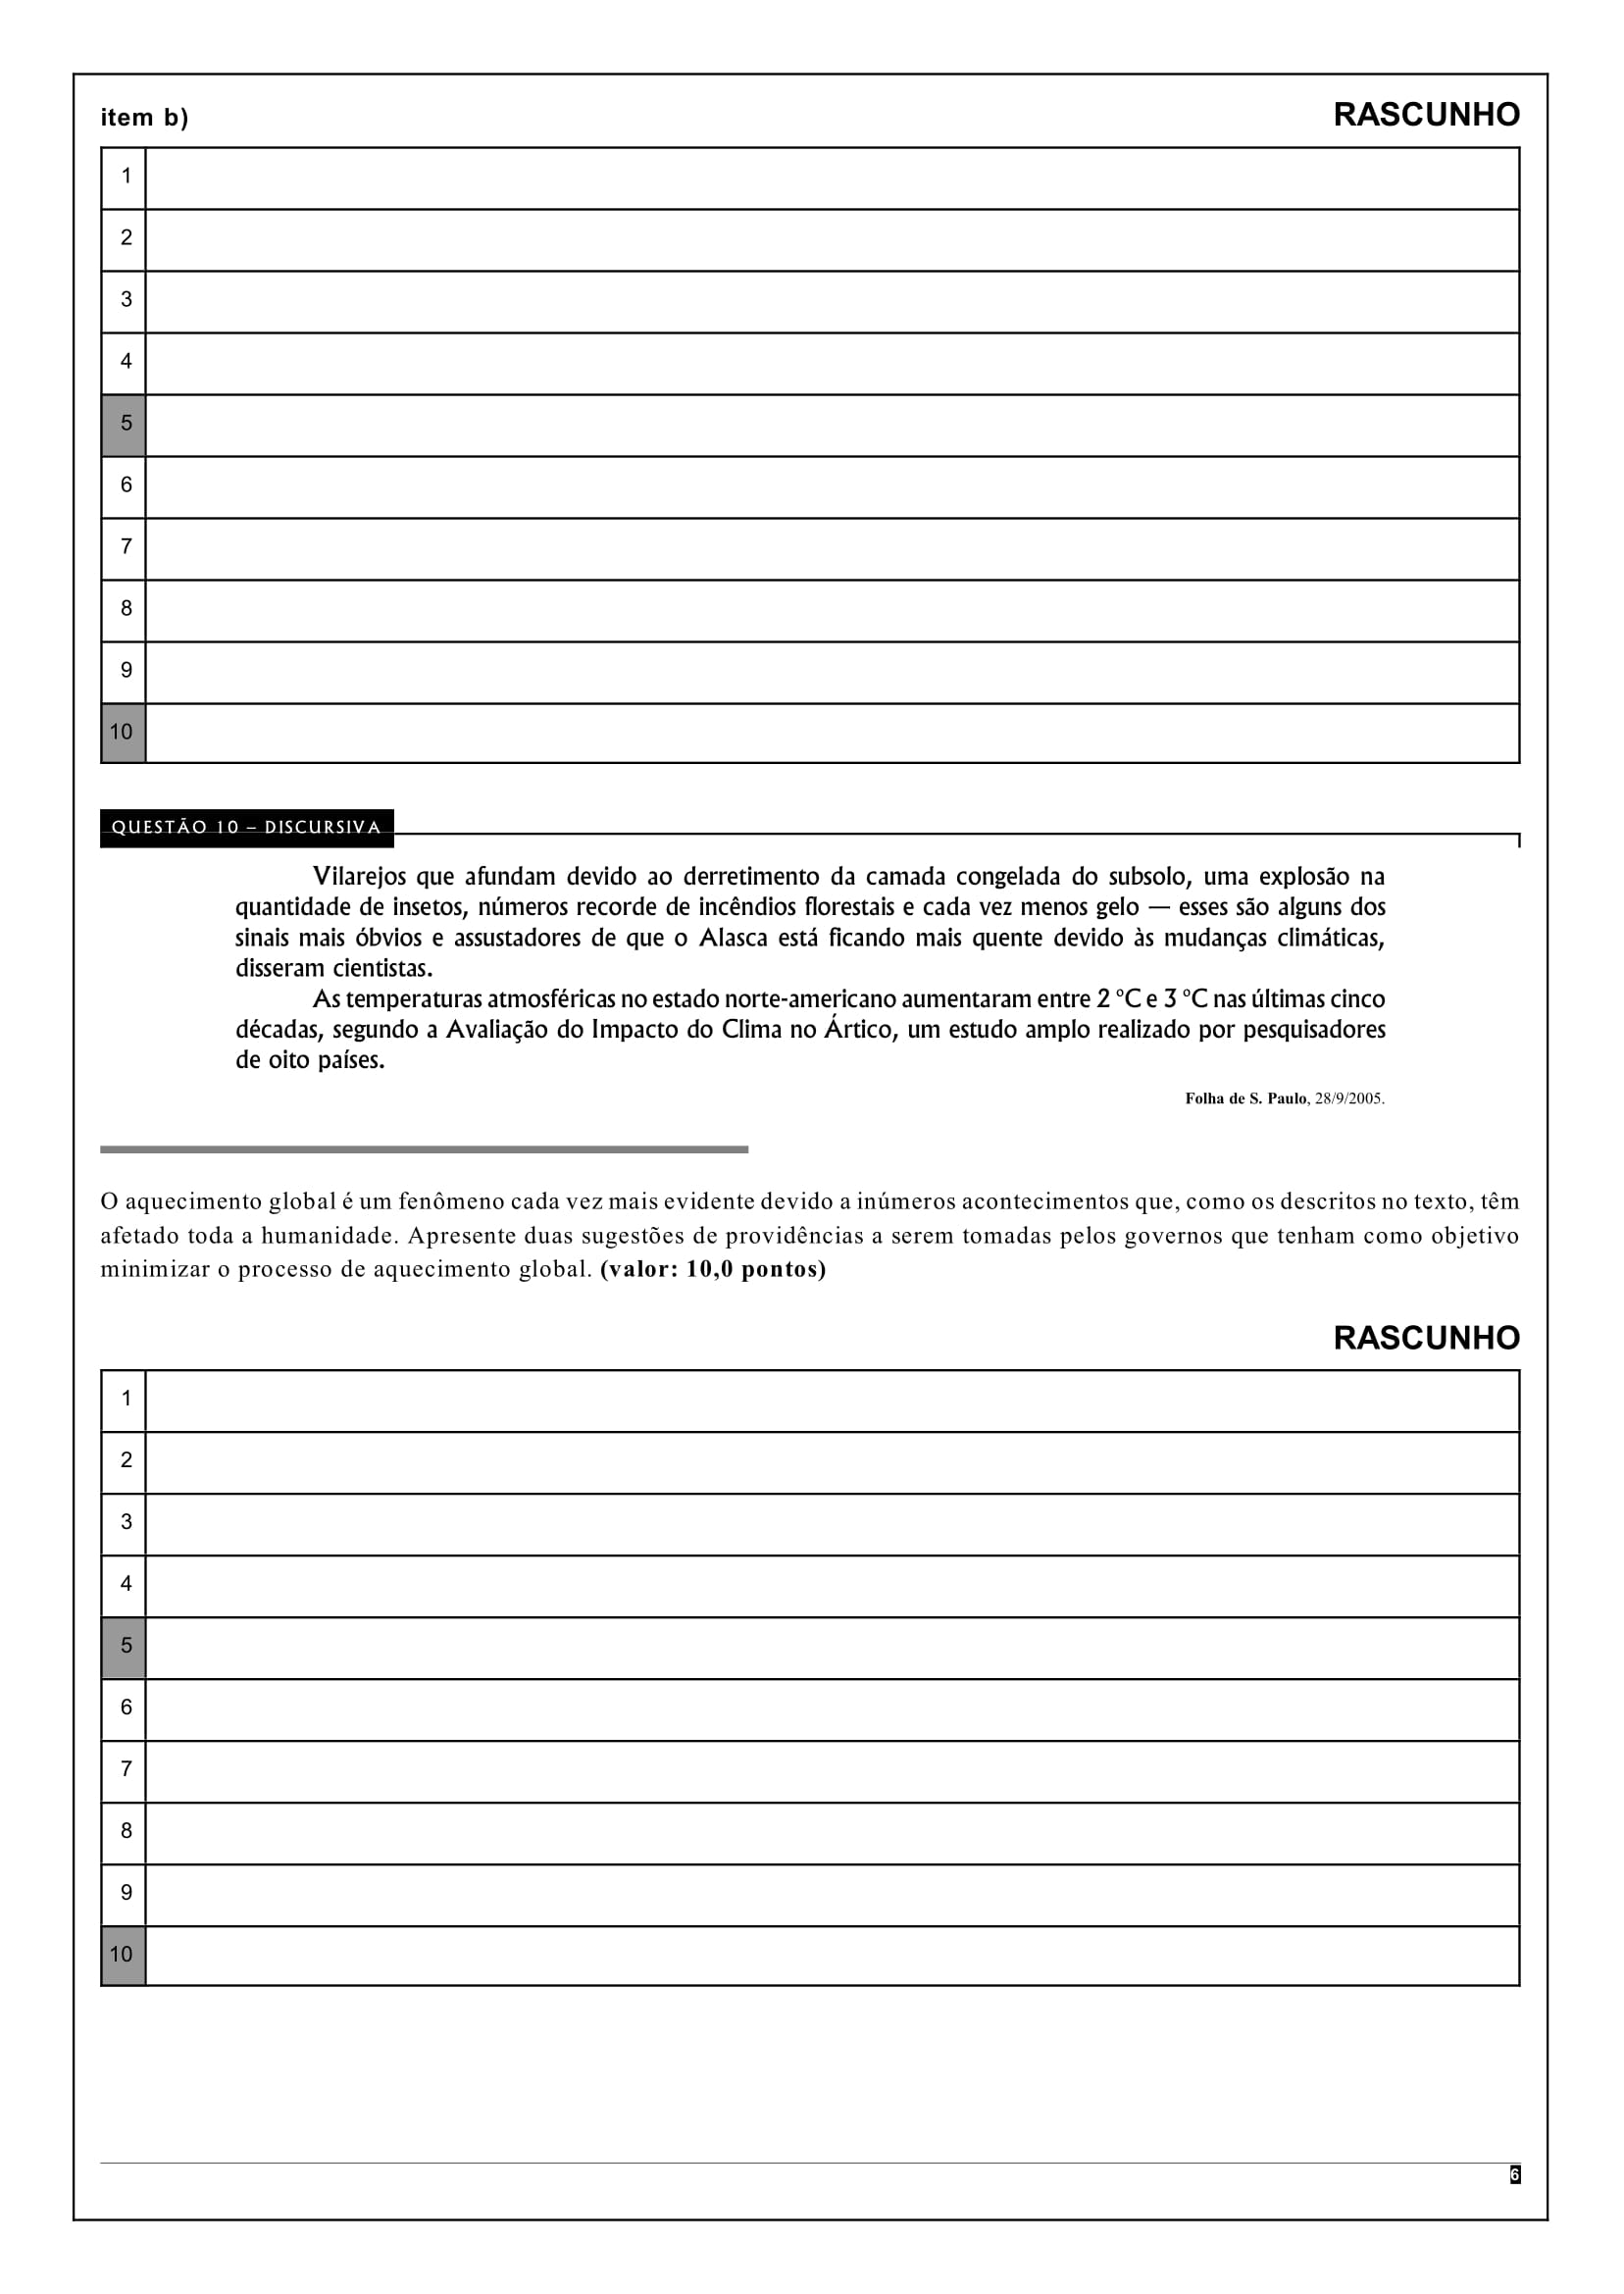 item b)
RASCUNHO
1
2
3
4
5
6
7
8
9
10
QUESTÃO 10 – DISCURSIVA
Vilarejos que afundam devido ao derretimento da camada congelada do subsolo, uma explosão na
quantidade de insetos, números recorde de incêndios florestais e cada vez menos gelo — esses são alguns dos
sinais mais óbvios e assustadores de que o Alasca está ficando mais quente devido às mudanças climáticas,
disseram cientistas.
As temperaturas atmosféricas no estado norte-americano aumentaram entre 2 ºC e 3 ºC nas últimas cinco
décadas, segundo a Avaliação do Impacto do Clima no Ártico, um estudo amplo realizado por pesquisadores
de oito países.
Folha de S. Paulo, 28/9/2005.
O aquecimento global é um fenômeno cada vez mais evidente devido a inúmeros acontecimentos que, como os descritos no texto, têm
afetado toda a humanidade. Apresente duas sugestões de providências a serem tomadas pelos governos que tenham como objetivo
minimizar o processo de aquecimento global. (valor: 10,0 pontos)
RASCUNHO
1
2
3
4
5
6
7
8
9
10
6